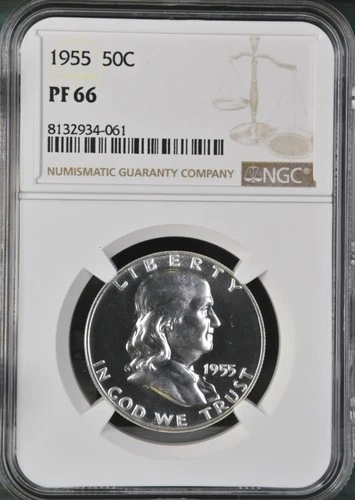 1955 50C
PF 66
8132934-061
NUMISMATIC GUARANTY COMPANY
NGC®
LIBERTY
1955
IN GOD WE TRUST